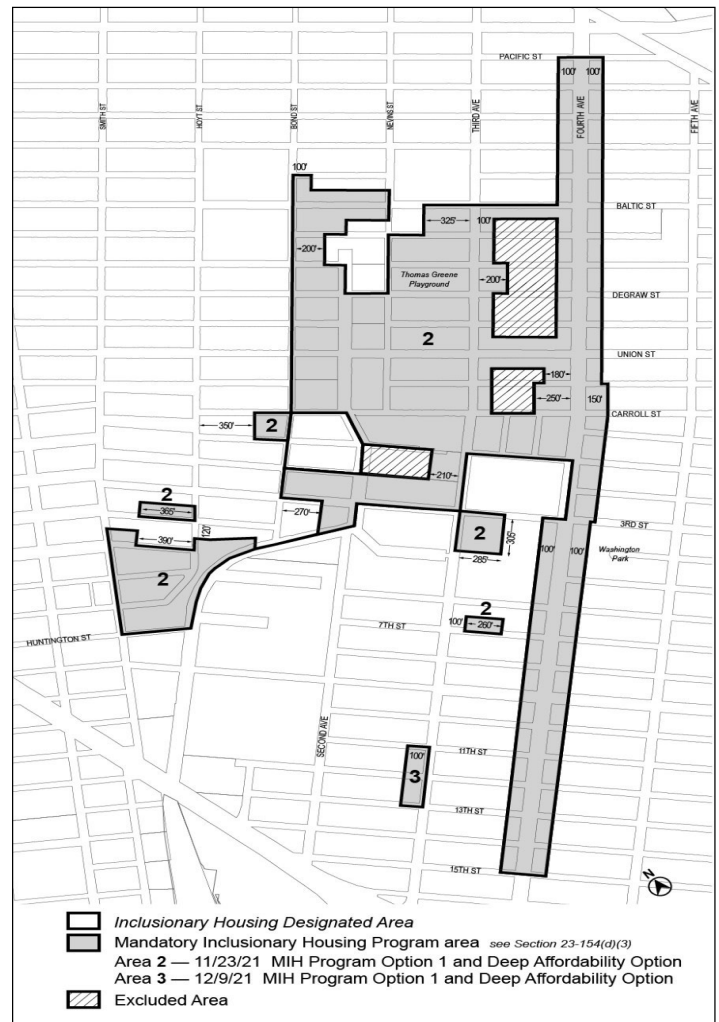 PACIFIC ST
100'
100'
SMITH ST
HOYT ST
BOND ST
NEVINS ST
THIRD AVE
FOURTH AVE
FIFTH AVE
100'
BALTIC ST
325'
100'
200'
Thomas Greene
Playground
200'
DEGRAW ST
2
UNION ST
180'
250'
150'
CARROLL ST
350'
2
210'
2
365'
270'
120'
390'
2
2
305'
285'
3RD ST
100'
100'
Washington
Park
2
100'
260'
7TH ST
HUNTINGTON ST
SECOND AVE
100'
3
11TH ST
13TH ST
15TH ST
N
Inclusionary Housing Designated Area
Mandatory Inclusionary Housing Program area see Section 23-154(d)(3)
Area 2 — 11/23/21 MIH Program Option 1 and Deep Affordability Option
Area 3 — 12/9/21 MIH Program Option 1 and Deep Affordability Option
Excluded Area